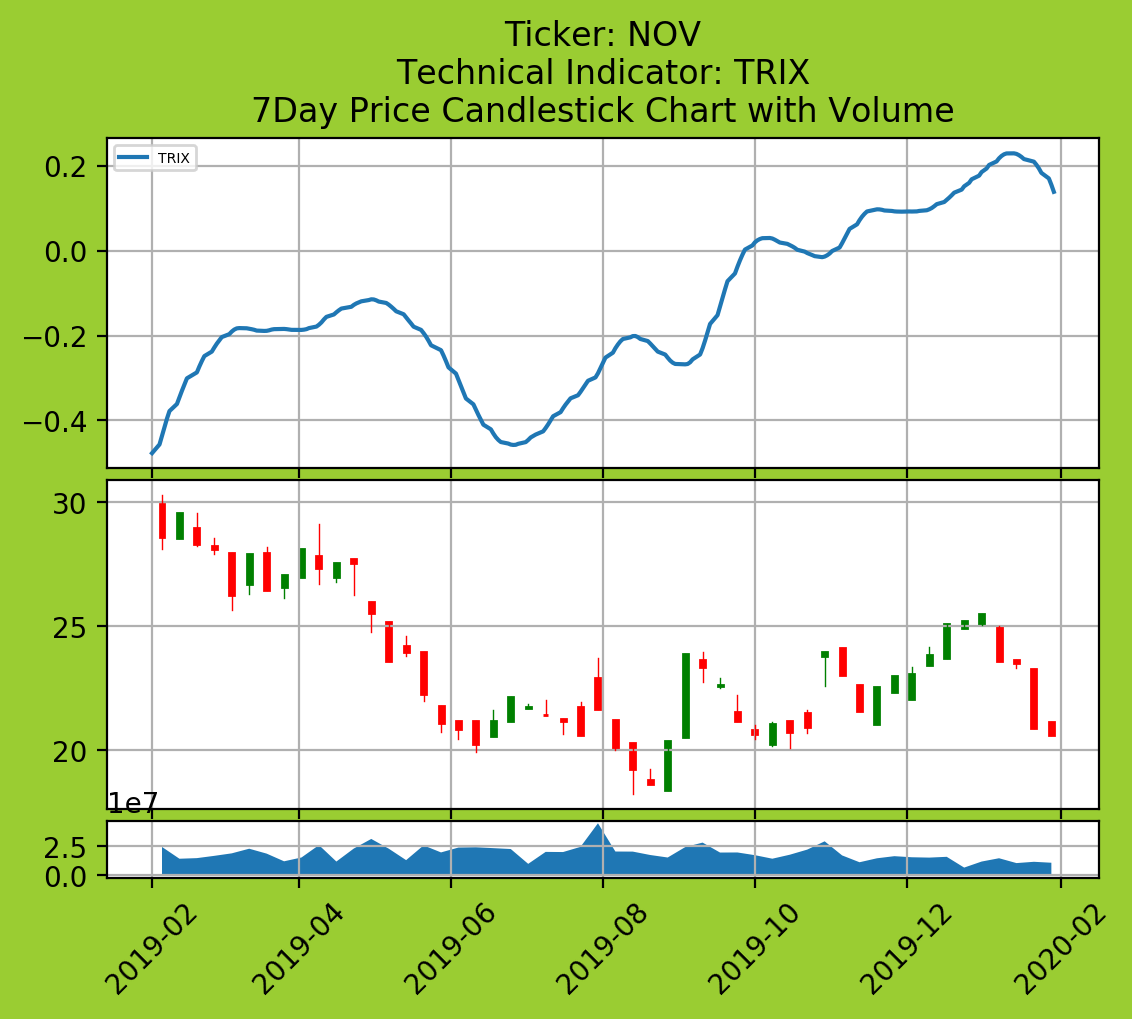 Ticker: NOV
Technical Indicator: TRIX
7Day Price Candlestick Chart with Volume
TRIX
0.2
0.0
−0.2
−0.4
30
25
20
1e7
2.5
0.0
2019-02 2019-04 2019-06 2019-08 2019-10 2019-12 2020-02